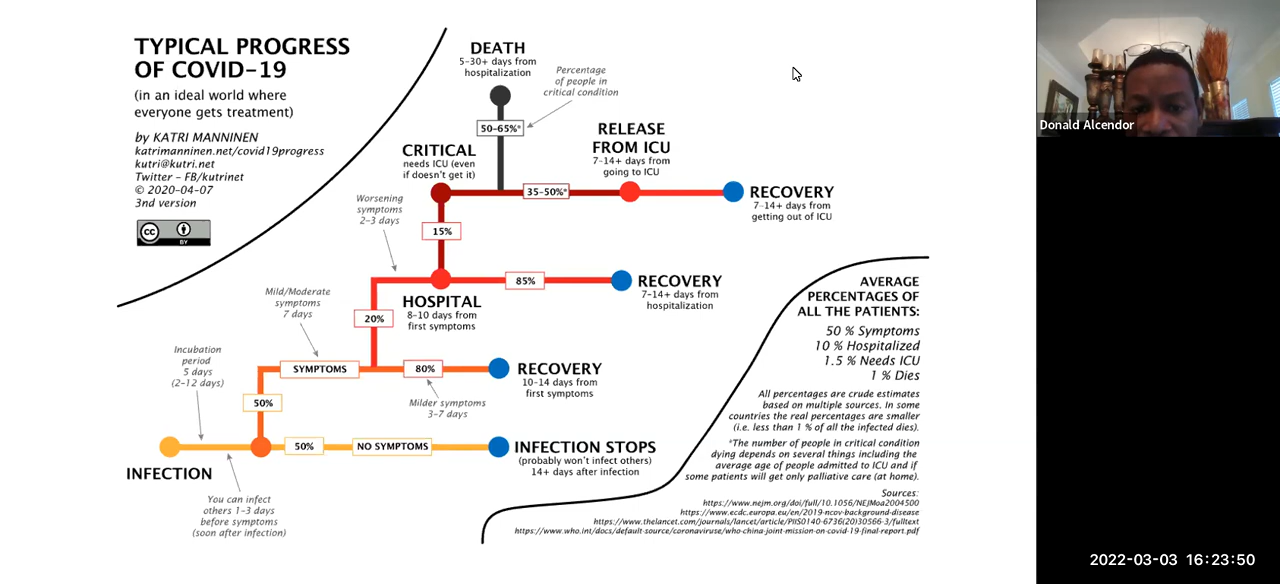 TYPICAL PROGRESS
OF COVID-19
(in an ideal world where
everyone gets treatment)
by KATRI MANNINEN
katrimanninen.net/covid19progress
kutri@kutri.net
Twitter - FB/kutrinet
© 2020-04-07
3nd version
cc
BY
DEATH
5-30+ days from
hospitalization
Percentage
of people in
critical condition
50-65%*
CRITICAL
needs ICU (even
if doesn't get it)
RELEASE
FROM ICU
7-14+ days from
going to ICU
35-50%*
RECOVERY
7-14+ days from
getting out of ICU
Worsening
symptoms
2-3 days
15%
HOSPITAL
8-10 days from
first symptoms
85%
RECOVERY
7-14+ days from
hospitalization
Mild/Moderate
symptoms
7 days
20%
SYMPTOMS
80%
RECOVERY
10-14 days from
first symptoms
Milder symptoms
3-7 days
Incubation
period
5 days
(2-12 days)
50%
INFECTION
50%
NO SYMPTOMS
INFECTION STOPS
(probably won't infect others)
14+ days after infection
You can infect
others 1-3 days
before symptoms
(soon after infection)
AVERAGE
PERCENTAGES OF
ALL THE PATIENTS:
50 % Symptoms
10 % Hospitalized
1.5 % Needs ICU
1 % Dies
All percentages are crude estimates
based on multiple sources. In some
countries the real percentages are smaller
(i.e. less than 1 % of all the infected dies).
*The number of people in critical condition
dying depends on several things including the
average age of people admitted to ICU and if
some patients will get only palliative care (at home).
Sources:
https://www.nejm.org/doi/full/10.1056/NEJMoa2004500
https://www.ecdc.europa.eu/en/2019-ncov-background-disease
https://www.thelancet.com/journals/lancet/article/PIIS0140-6736(20)30566-3/fulltext
https://www.who.int/docs/default-source/coronaviruse/who-china-joint-mission-on-covid-19-final-report.pdf
Donald Alcendor
2022-03-03 16:23:50